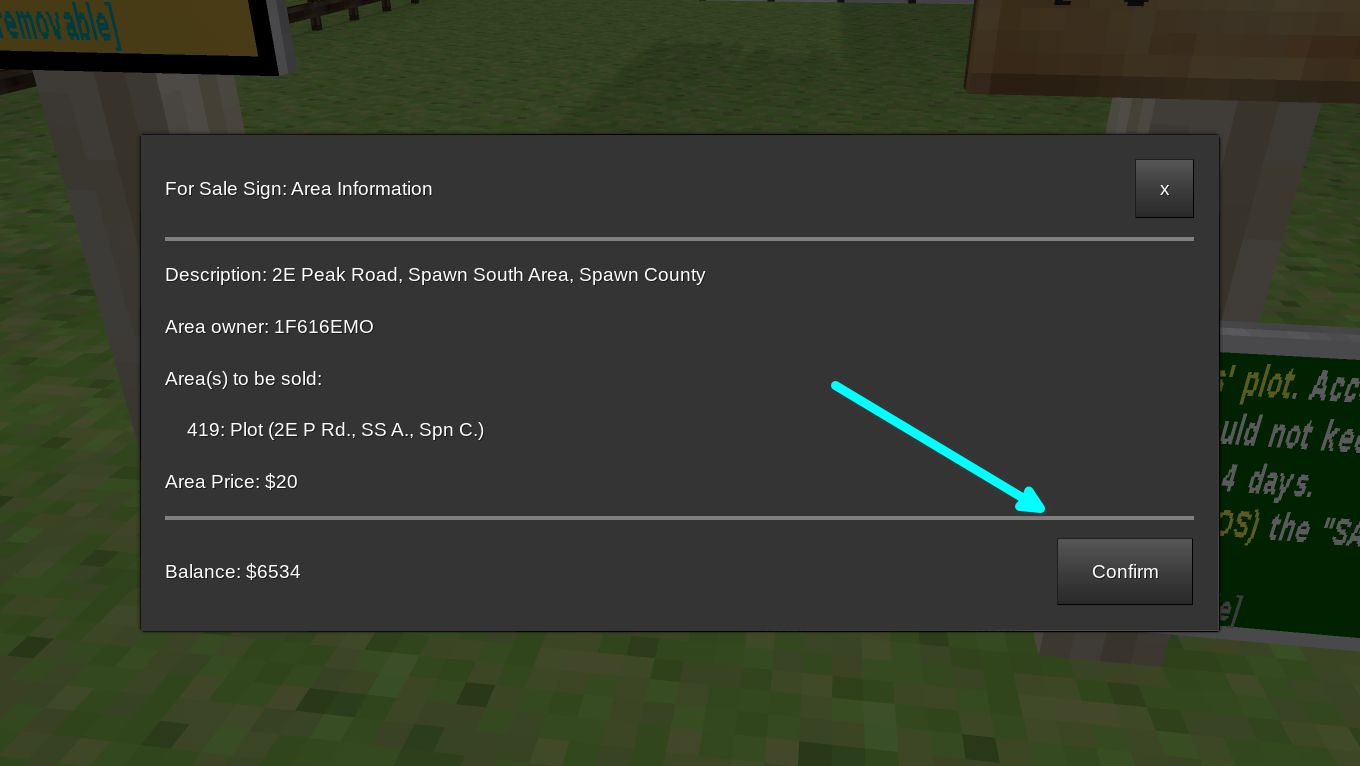 removable]
For Sale Sign: Area Information
x
Description: 2E Peak Road, Spawn South Area, Spawn County
Area owner: 1F616EMO
Area(s) to be sold:
419: Plot (2E P Rd., SS A., Spn C.)
Area Price: $20
Balance: $6534
Confirm
plot. Acc
uld not kee
4 days.
OS) the "SA
e]